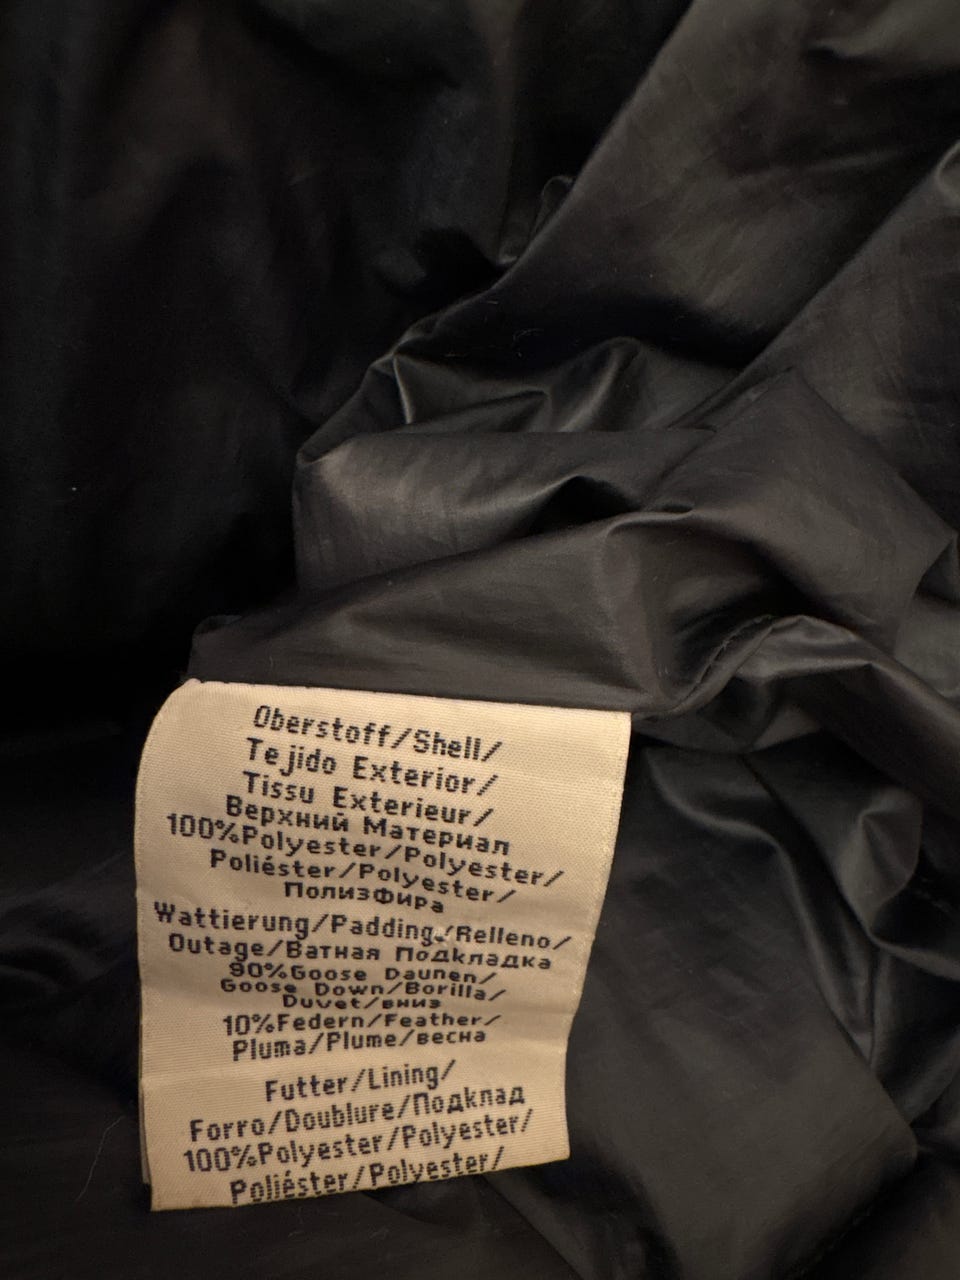 Oberstoff/Shell/
Tejido Exterior/
Tissu Exterieur/
Верхний Материал
100%Polyester/Polyester/
Poliéster/Polyester/
Полиэфира
Wattierung/Padding/Relleno/
Outage/Ватная Подкладка
90%Goose Daunen/
Goose Down/Borilla/
Duvet/вниз
10%Federn/Feather/
Pluma/Plume/весна
Futter/Lining/
Forro/Doublure/Подклад
100%Polyester/Polyester/
Poliéster/Polyester/